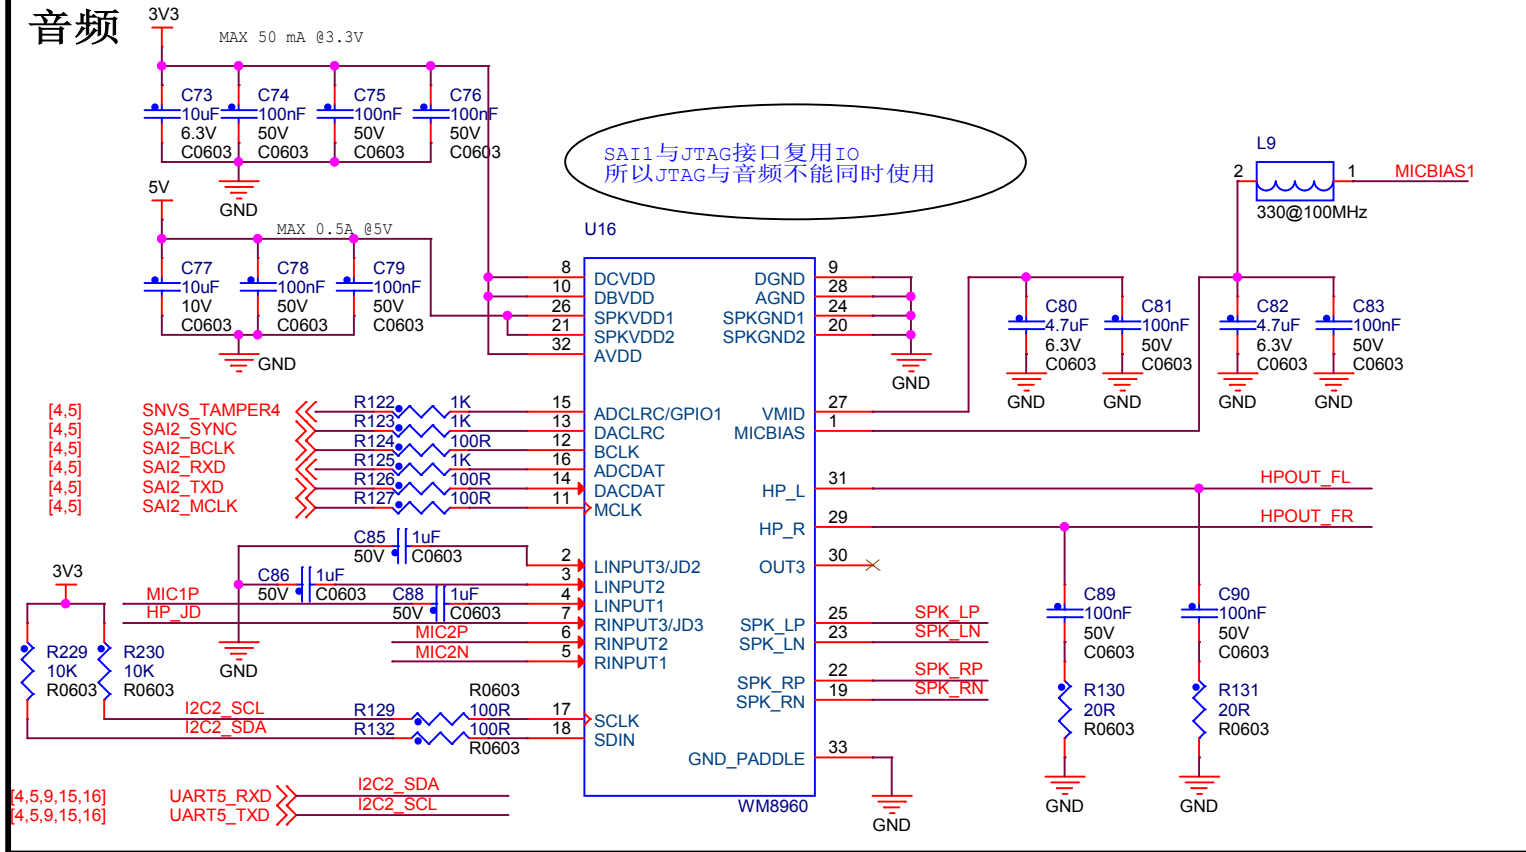 音频
3V3
MAX 50 mA @3.3V
C73
10uF
6.3V
C0603
C74
100nF
50V
C0603
C75
100nF
50V
C0603
C76
100nF
50V
C0603
GND
SAI1与JTAG接口复用IO
所以JTAG与音频不能同时使用
L9
2
1
MICBIAS1
330@100MHz
5V
MAX 0.5A @5V
C77
10uF
10V
C0603
C78
100nF
50V
C0603
C79
100nF
50V
C0603
GND
U16
8
DCVDD
10
DBVDD
26
SPKVDD1
21
SPKVDD2
32
AVDD
DGND
9
AGND
28
SPKGND1
24
SPKGND2
20
GND
C80
4.7uF
6.3V
C0603
GND
C81
100nF
50V
C0603
GND
C82
4.7uF
6.3V
C0603
GND
C83
100nF
50V
C0603
GND
[4,5] SNVS_TAMPER4 R122 1K 15 ADCLRC/GPIO1
[4,5] SAI2_SYNC R123 1K 13 DACLRC
[4,5] SAI2_BCLK R124 100R 12 BCLK
[4,5] SAI2_RXD R125 1K 16 ADCDAT
[4,5] SAI2_TXD R126 100R 14 DACDAT
[4,5] SAI2_MCLK R127 100R 11 MCLK
VMID 27
MICBIAS 1
HP_L 31 HPOUT_FL
HP_R 29 HPOUT_FR
OUT3 30
C85 1uF
50V C0603
2 LINPUT3/JD2
C86 1uF
50V C0603
3 LINPUT2
C88 1uF
50V C0603
MIC1P 4 LINPUT1
HP_JD 7 RINPUT3/JD3
MIC2P 6 RINPUT2
MIC2N 5 RINPUT1
GND
3V3
R229
10K
R0603
R230
10K
R0603
SPK_LP 25 SPK_LP
SPK_LN 23 SPK_LN
SPK_RP 22 SPK_RP
SPK_RN 19 SPK_RN
C89
100nF
50V
C0603
R130
20R
R0603
GND
C90
100nF
50V
C0603
R131
20R
R0603
GND
R0603
I2C2_SCL R129 100R 17 SCLK
I2C2_SDA R132 100R 18 SDIN
R0603
GND_PADDLE 33
GND
WM8960
[4,5,9,15,16] UART5_RXD I2C2_SDA
[4,5,9,15,16] UART5_TXD I2C2_SCL